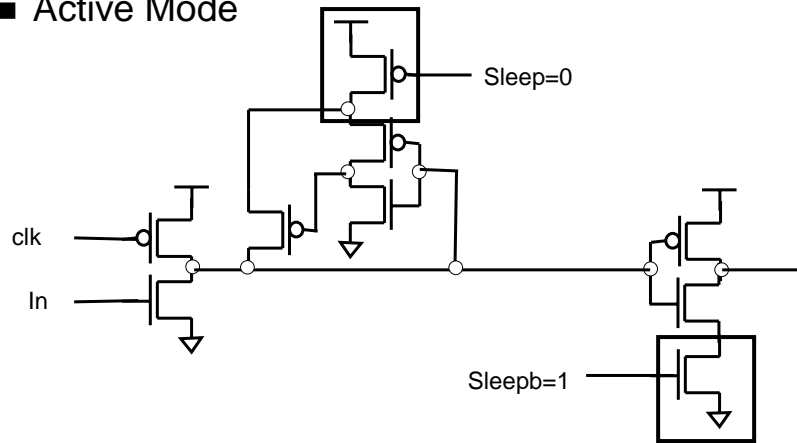 ■ Active Mode
Sleep=0
clk
In
Sleepb=1